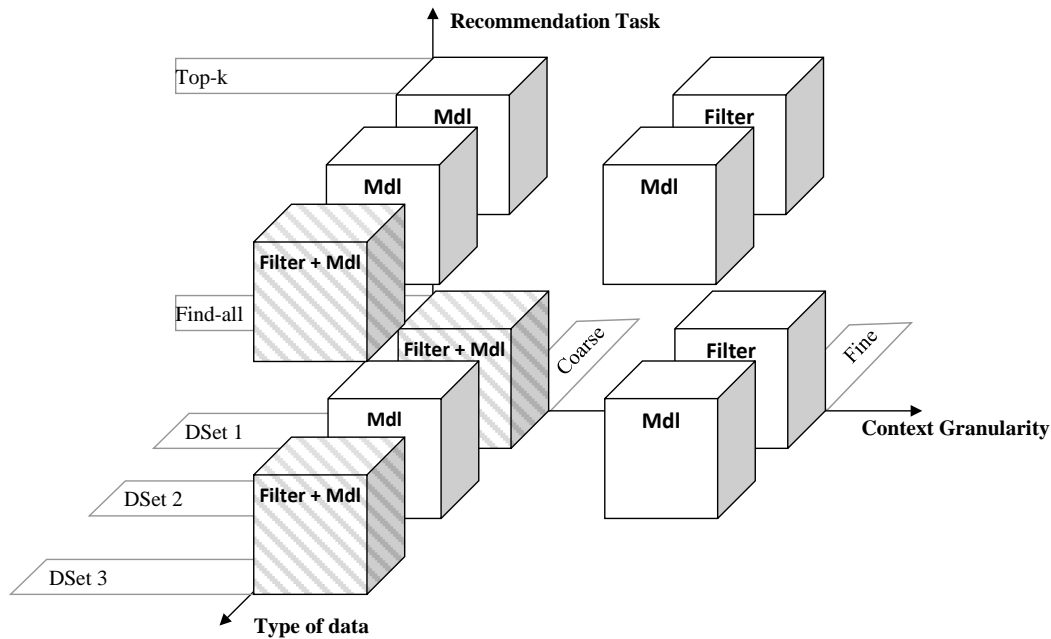 Recommendation Task
Top-k
Mdl
Filter
Mdl
Mdl
Filter + Mdl
Find-all
Filter + Mdl
Coarse
Filter
Fine
Mdl
Mdl
Context Granularity
DSet 1
Filter + Mdl
DSet 2
DSet 3
Type of data